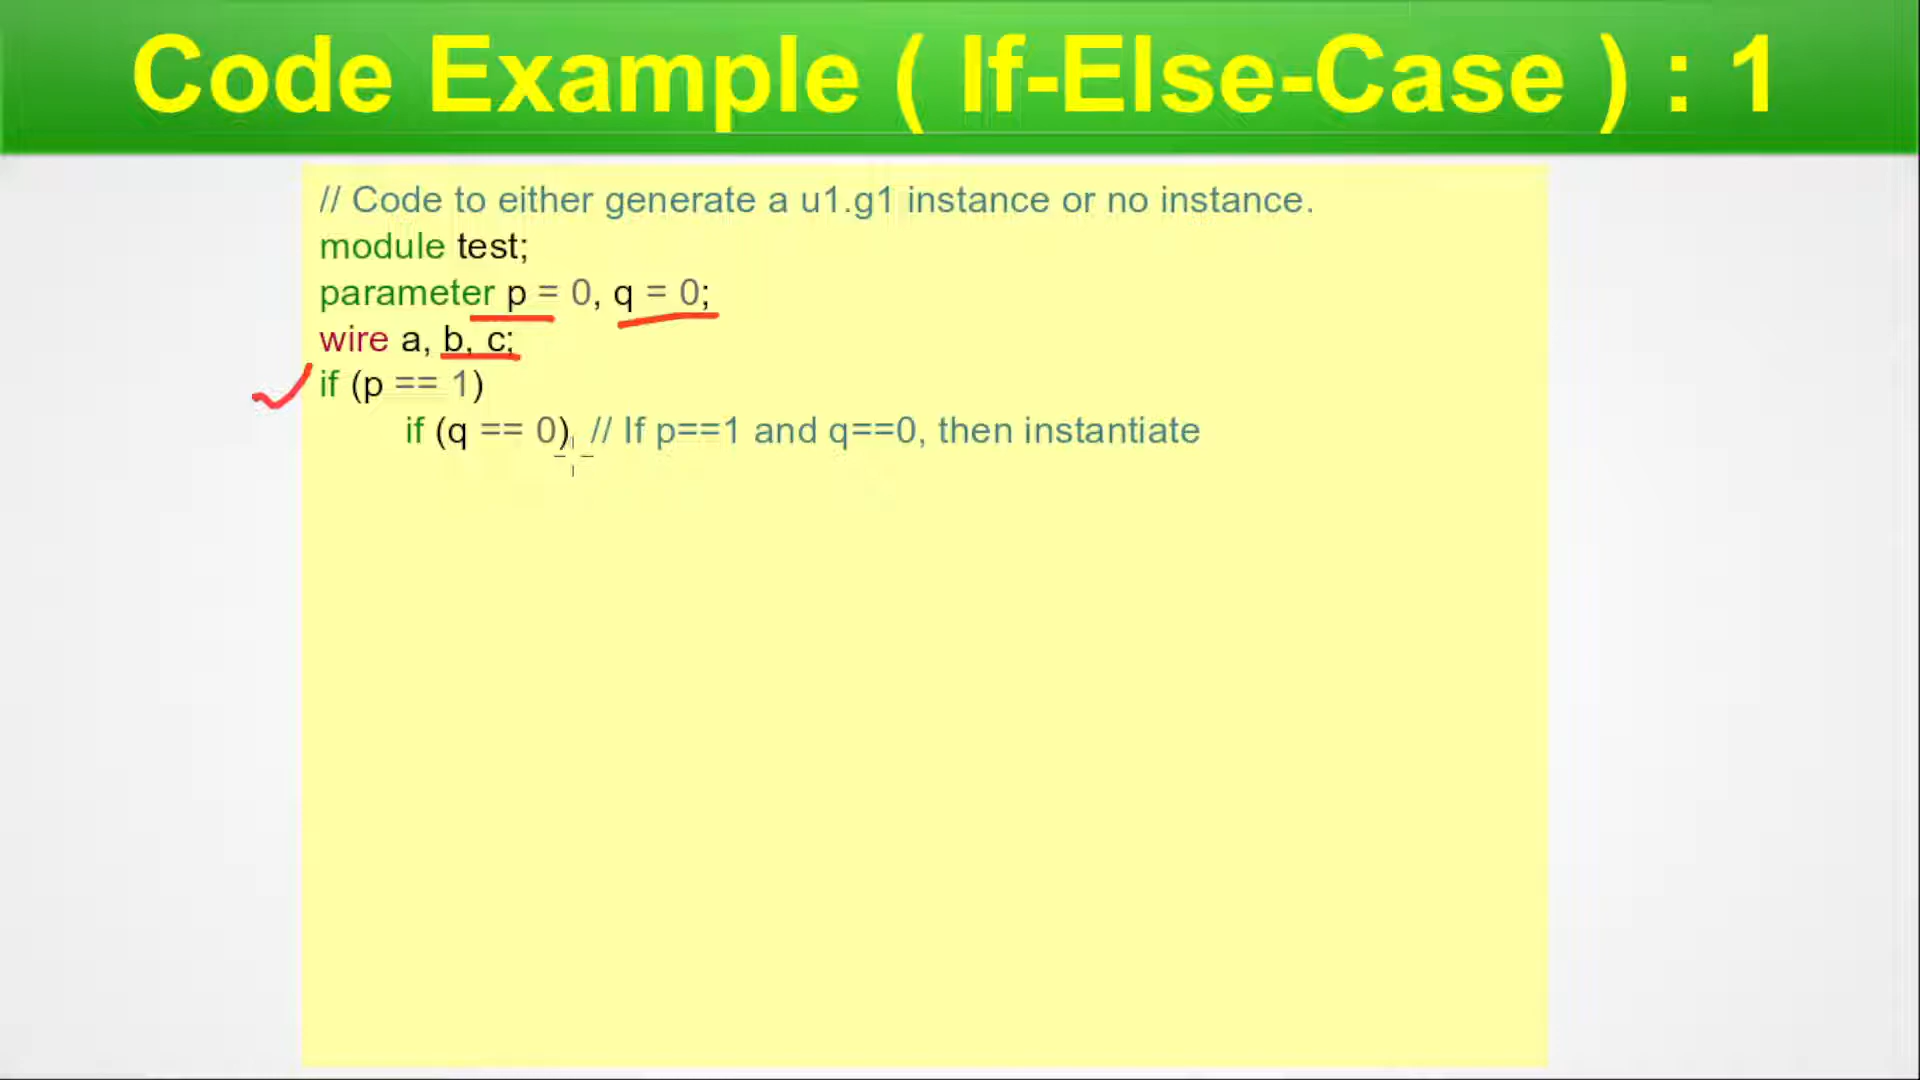 Code Example ( If-Else-Case ) : 1
// Code to either generate a u1.g1 instance or no instance.
module test;
parameter p = 0, q = 0;
wire a, b, c;
if (p == 1)
if (q == 0) // If p==1 and q==0, then instantiate